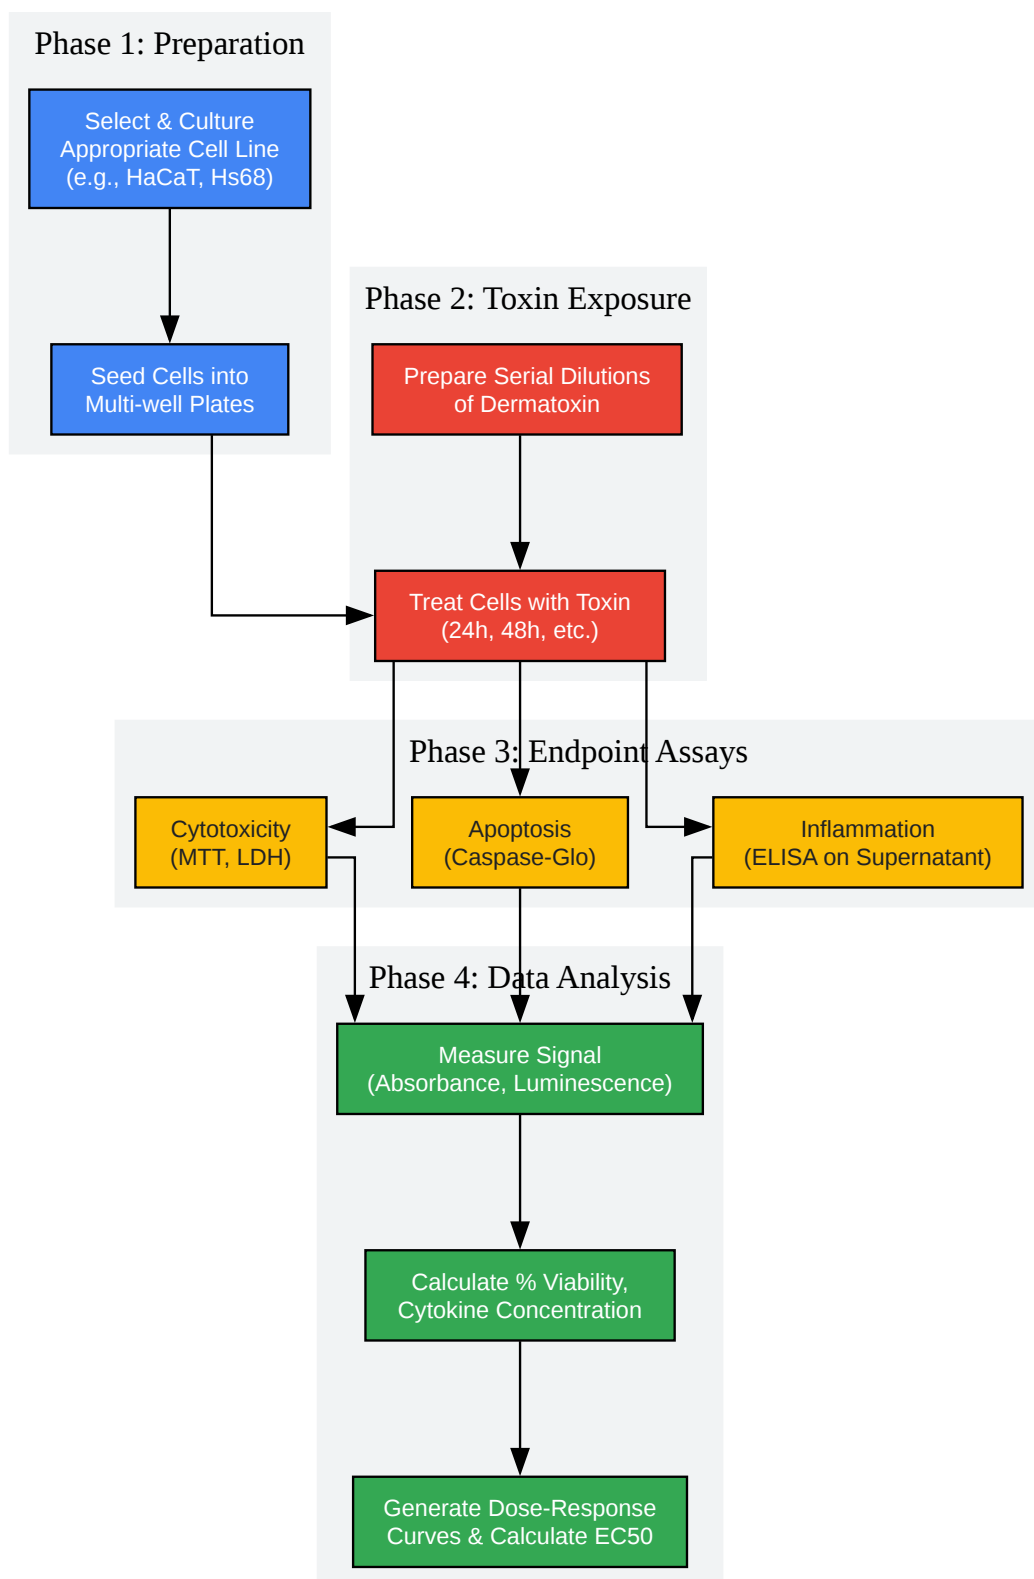 Phase 1: Preparation
Select & Culture
Appropriate Cell Line
(e.g., HaCaT, Hs68)
Seed Cells into
Multi-well Plates
Phase 2: Toxin Exposure
Prepare Serial Dilutions
of Dermatoxin
Treat Cells with Toxin
(24h, 48h, etc.)
Phase 3: Endpoint Assays
Cytotoxicity
(MTT, LDH)
Apoptosis
(Caspase-Glo)
Inflammation
(ELISA on Supernatant)
Phase 4: Data Analysis
Measure Signal
(Absorbance, Luminescence)
Calculate % Viability,
Cytokine Concentration
Generate Dose-Response
Curves & Calculate EC50